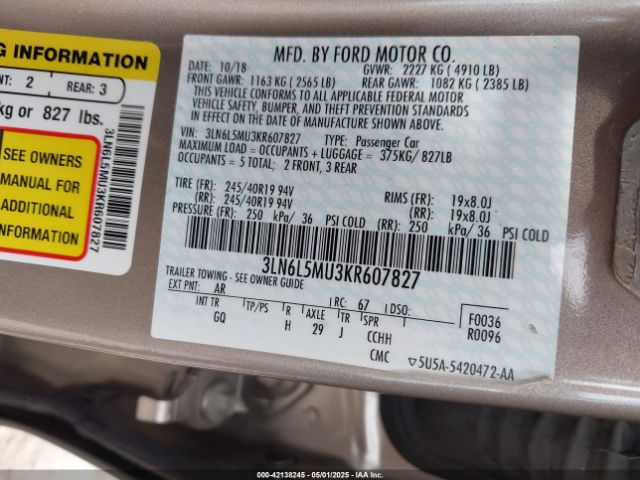 G INFORMATION
NT: 2 REAR: 3
kg or 827 lbs.
SEE OWNERS
MANUAL FOR
ADDITIONAL
INFORMATION
3LN6L5MU3KR607827
MFD. BY FORD MOTOR CO.
DATE: 10/18 GVWR: 2227 KG ( 4910 LB)
FRONT GAWR: 1163 KG ( 2565 LB) REAR GAWR: 1082 KG ( 2385 LB)
THIS VEHICLE CONFORMS TO ALL APPLICABLE FEDERAL MOTOR
VEHICLE SAFETY, BUMPER, AND THEFT PREVENTION STANDARDS
IN EFFECT ON THE DATE OF MANUFACTURE SHOWN ABOVE.
VIN: 3LN6L5MU3KR607827 TYPE: Passenger Car
MAXIMUM LOAD = OCCUPANTS + LUGGAGE = 375KG/ 827LB
OCCUPANTS = 5 TOTAL; 2 FRONT, 3 REAR
TIRE (FR): 245/40R19 94V RIMS (FR): 19x8.0J
(RR): 245/40R19 94V (RR): 19x8.0J
PRESSURE (FR): 250 kPa/ 36 PSI COLD (RR): 250 kPa/ 36 PSI COLD
3LN6L5MU3KR607827
TRAILER TOWING - SEE OWNER GUIDE
EXT PNT: AR RC: 67 DSO: F0036
INT TR TP/PS R AXLE TR SPR R0096
GQ H 29 J CCHH
CMC ▽5U5A-5420472-AA
000-42138245 - 05/01/2025 - IAAI.COM